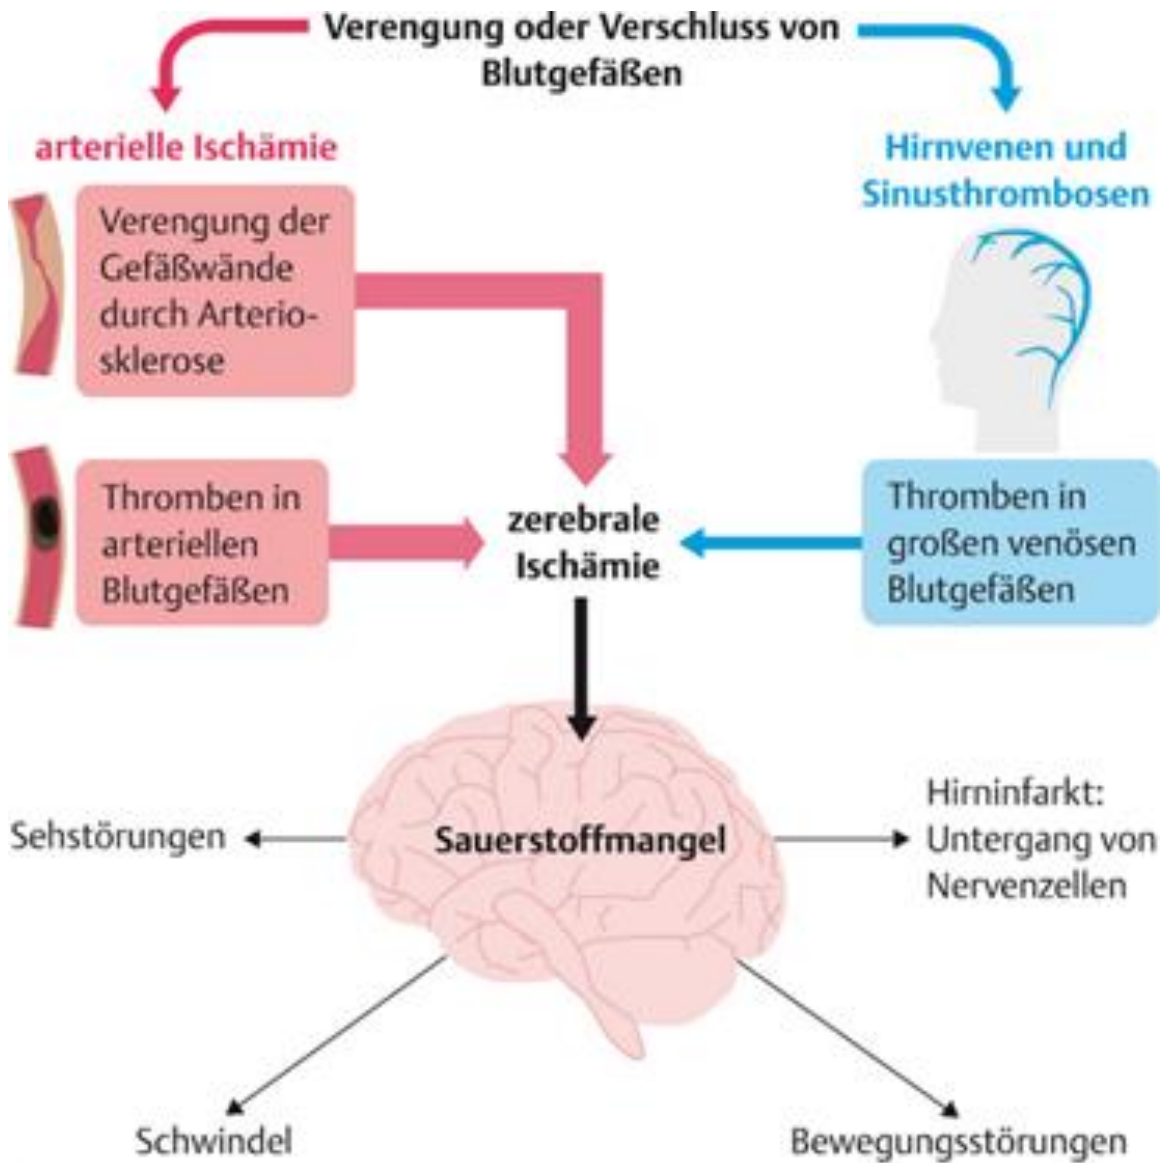 Verengung oder Verschluss von
Blutgefäßen
arterielle Ischämie
Hirnvenen und
Sinusthrombosen
Verengung der
Gefäßwände
durch Arterio-
sklerose
Thromben in
arteriellen
Blutgefäßen
zerebrale
Ischämie
Thromben in
großen venösen
Blutgefäßen
Sehstörungen
Sauerstoffmangel
Hirninfarkt:
Untergang von
Nervenzellen
Schwindel
Bewegungsstörungen